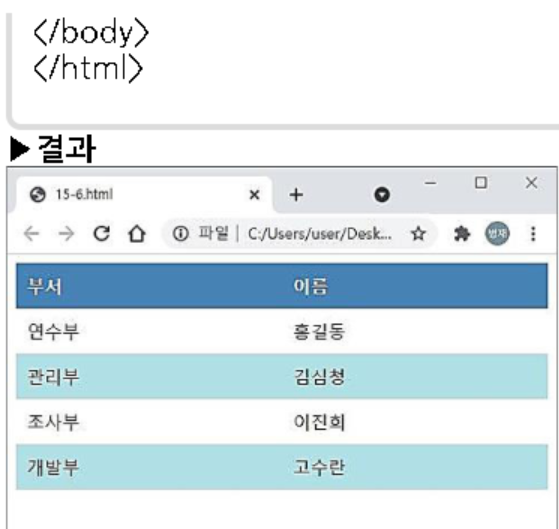 </body>
</html>
▶결과
15-6.html
파일 | C:/Users/user/Desk...
범재
부서 이름
연수부 홍길동
관리부 김심청
조사부 이진희
개발부 고수란